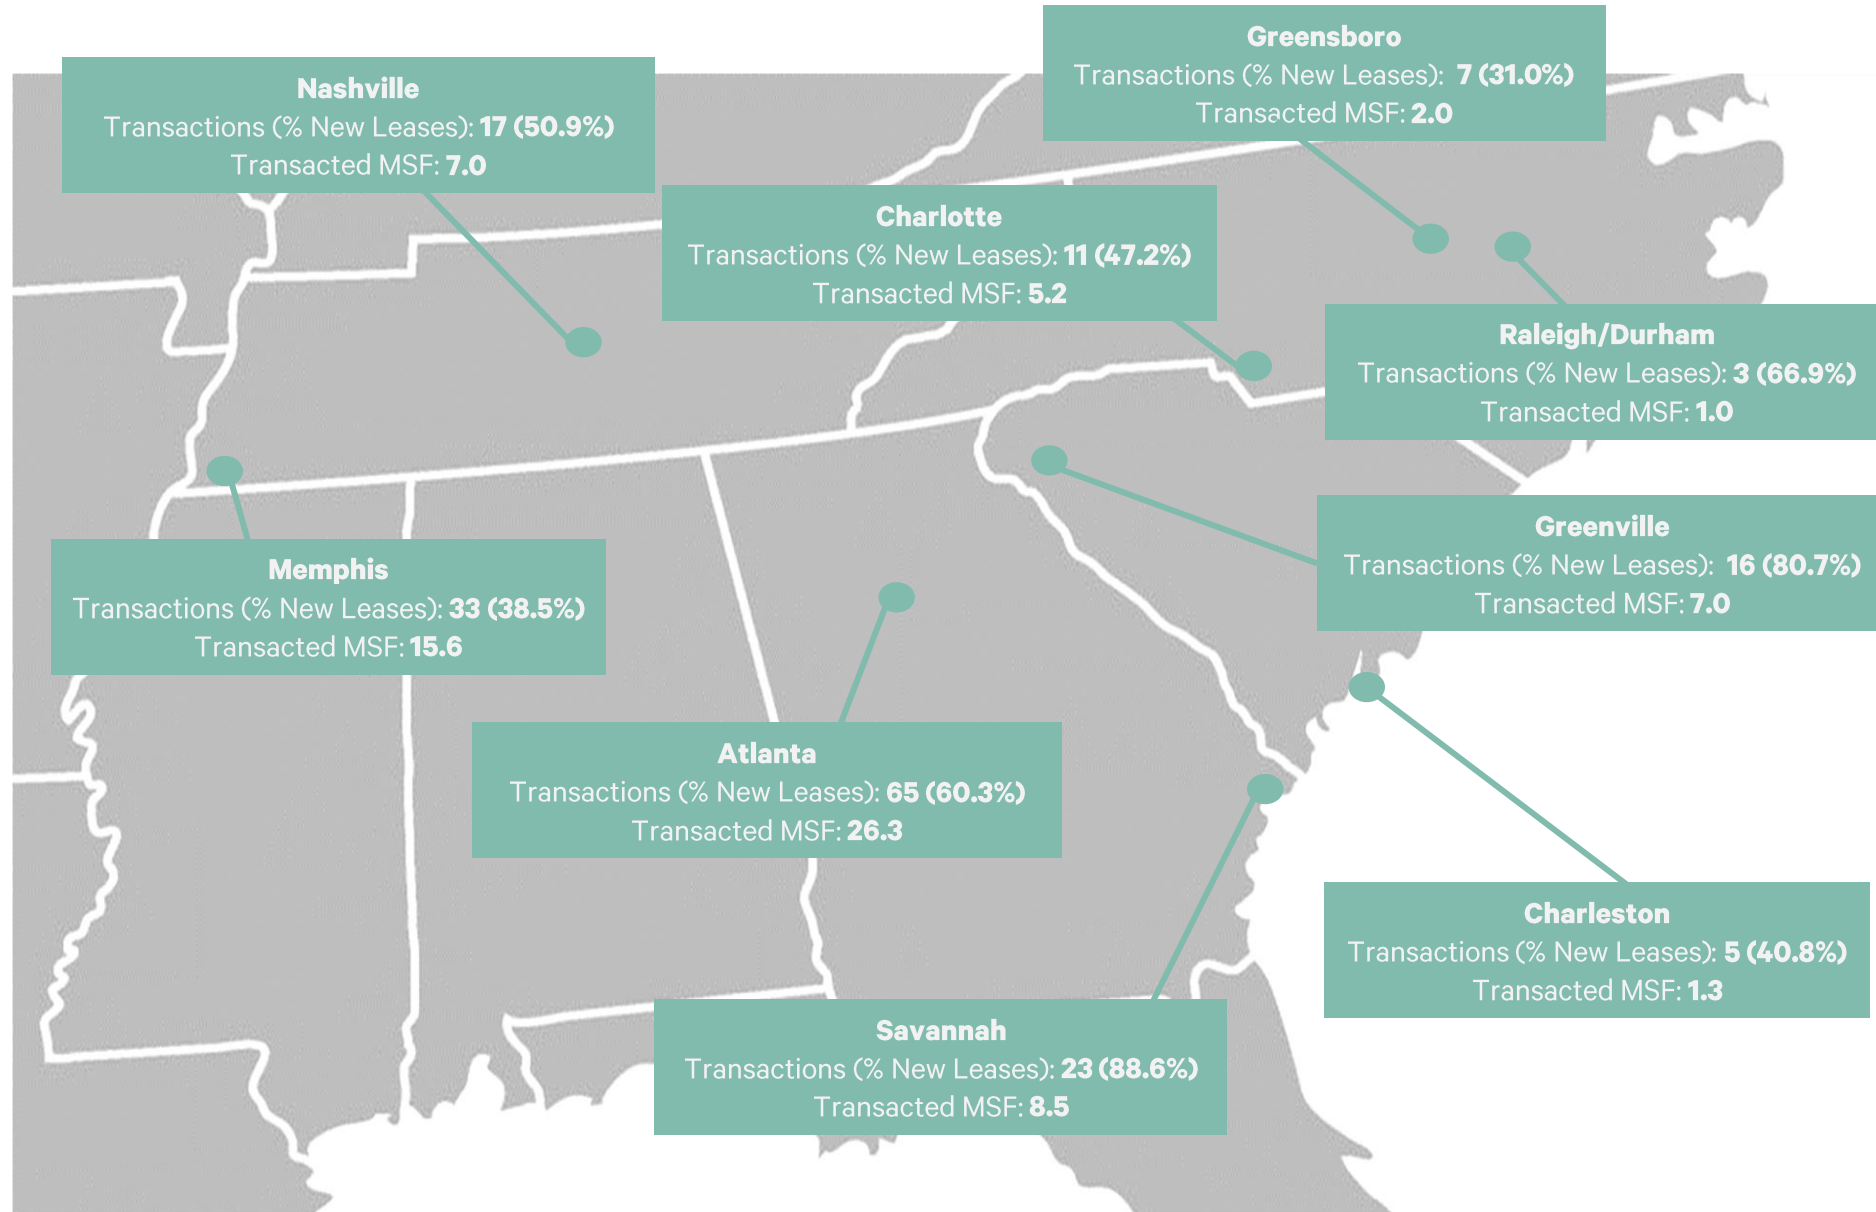 Greensboro
Transactions (% New Leases): 7 (31.0%)
Transacted MSF: 2.0
Nashville
Transactions (% New Leases): 17 (50.9%)
Transacted MSF: 7.0
Charlotte
Transactions (% New Leases): 11 (47.2%)
Transacted MSF: 5.2
Raleigh/Durham
Transactions (% New Leases): 3 (66.9%)
Transacted MSF: 1.0
Greenville
Transactions (% New Leases): 16 (80.7%)
Transacted MSF: 7.0
Memphis
Transactions (% New Leases): 33 (38.5%)
Transacted MSF: 15.6
Atlanta
Transactions (% New Leases): 65 (60.3%)
Transacted MSF: 26.3
Charleston
Transactions (% New Leases): 5 (40.8%)
Transacted MSF: 1.3
Savannah
Transactions (% New Leases): 23 (88.6%)
Transacted MSF: 8.5